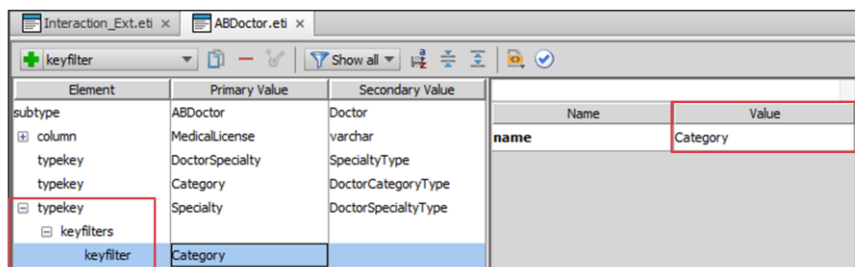 Interaction_Ext.eti × ABDoctor.eti ×
keyfilter Show all
Element Primary Value Secondary Value
subtype ABDoctor Doctor
Name Value
column MedicalLicense varchar
name Category
typekey DoctorSpecialty SpecialtyType
typekey Category DoctorCategoryType
typekey Specialty DoctorSpecialtyType
keyfilters
keyfilter Category